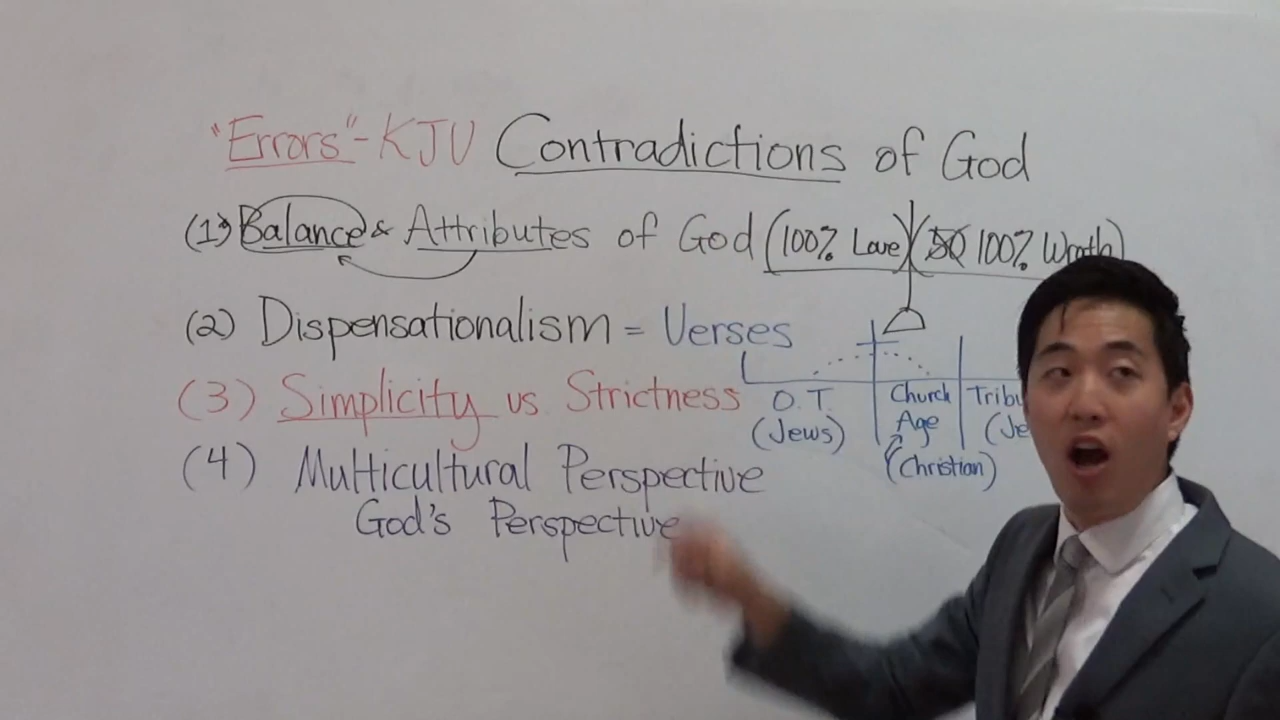 "Errors"-KJV Contradictions of God
(1) Balance & Attributes of God (100% Love)(50 100% Wrath)
(2) Dispensationalism = Verses
(3) Simplicity vs Strictness
O.T. (Jews)
Church Age (Christian)
Tribu
(Je
(4) Multicultural Perspective
God's Perspective